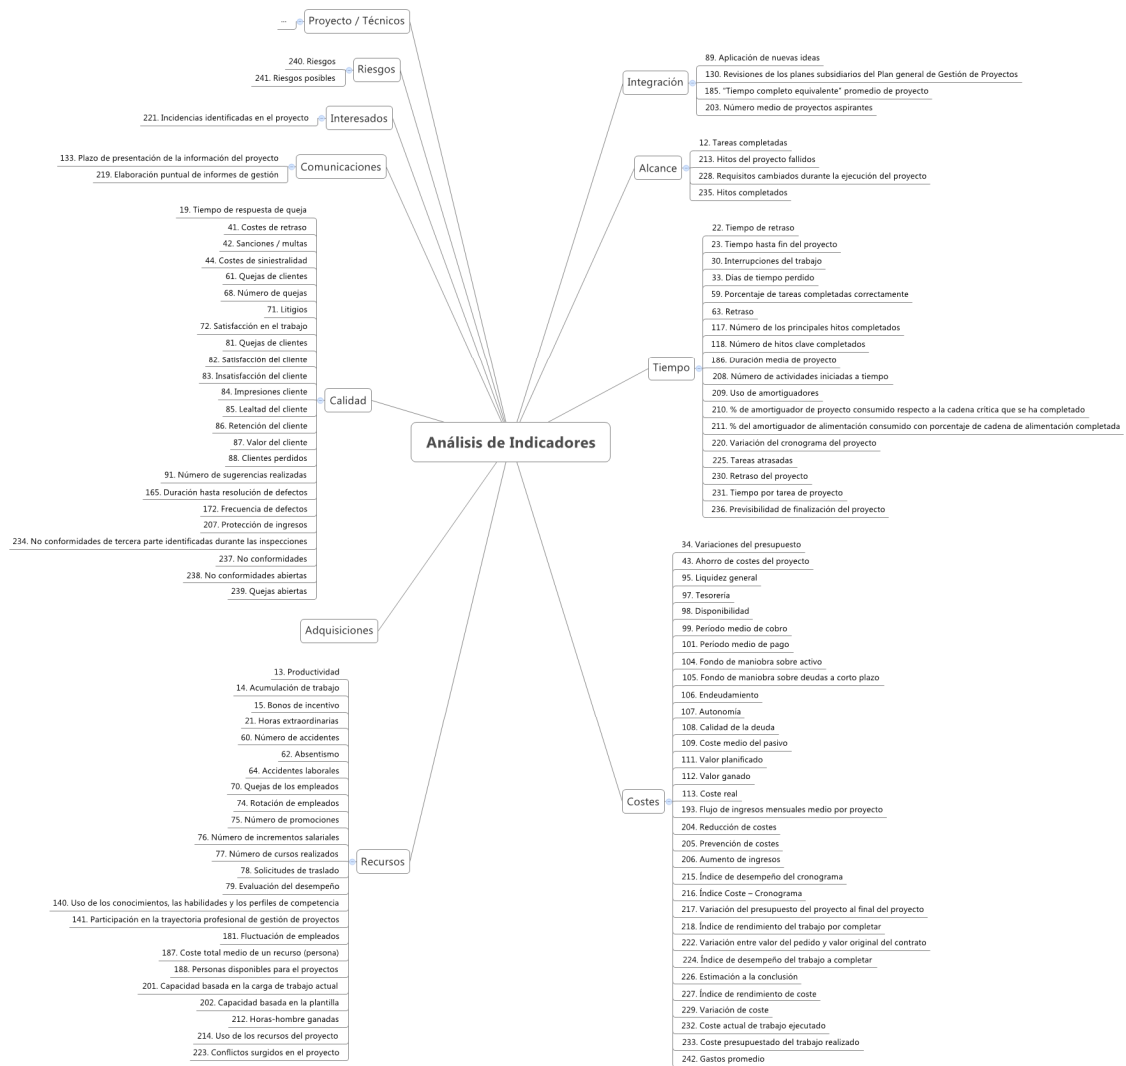 Análisis de Indicadores
Proyecto / Técnicos
...
Riesgos
240. Riesgos
241. Riesgos posibles
Interesados
221. Incidencias identificadas en el proyecto
Comunicaciones
133. Plazo de presentación de la información del proyecto
219. Elaboración puntual de informes de gestión
Calidad
19. Tiempo de respuesta de queja
41. Costes de retraso
42. Sanciones / multas
44. Costes de siniestralidad
61. Quejas de clientes
68. Número de quejas
71. Litigios
72. Satisfacción en el trabajo
81. Quejas de clientes
82. Satisfacción del cliente
83. Insatisfacción del cliente
84. Impresiones cliente
85. Lealtad del cliente
86. Retención del cliente
87. Valor del cliente
88. Clientes perdidos
91. Número de sugerencias realizadas
165. Duración hasta resolución de defectos
172. Frecuencia de defectos
207. Protección de ingresos
234. No conformidades de tercera parte identificadas durante las inspecciones
237. No conformidades
238. No conformidades abiertas
239. Quejas abiertas
Adquisiciones
Recursos
13. Productividad
14. Acumulación de trabajo
15. Bonos de incentivo
21. Horas extraordinarias
60. Número de accidentes
62. Absentismo
64. Accidentes laborales
70. Quejas de los empleados
74. Rotación de empleados
75. Número de promociones
76. Número de incrementos salariales
77. Número de cursos realizados
78. Solicitudes de traslado
79. Evaluación del desempeño
140. Uso de los conocimientos, las habilidades y los perfiles de competencia
141. Participación en la trayectoria profesional de gestión de proyectos
181. Fluctuación de empleados
187. Coste total medio de un recurso (persona)
188. Personas disponibles para el proyectos
201. Capacidad basada en la carga de trabajo actual
202. Capacidad basada en la plantilla
212. Horas-hombre ganadas
214. Uso de los recursos del proyecto
223. Conflictos surgidos en el proyecto
Integración
89. Aplicación de nuevas ideas
130. Revisiones de los planes subsidiarios del Plan general de Gestión de Proyectos
185. "Tiempo completo equivalente" promedio de proyecto
203. Número medio de proyectos aspirantes
Alcance
12. Tareas completadas
213. Hitos del proyecto fallidos
228. Requisitos cambiados durante la ejecución del proyecto
235. Hitos completados
Tiempo
22. Tiempo de retraso
23. Tiempo hasta fin del proyecto
30. Interrupciones del trabajo
33. Días de tiempo perdido
59. Porcentaje de tareas completadas correctamente
63. Retraso
117. Número de los principales hitos completados
118. Número de hitos clave completados
186. Duración media de proyecto
208. Número de actividades iniciadas a tiempo
209. Uso de amortiguadores
210. % de amortiguador de proyecto consumido respecto a la cadena crítica que se ha completado
211. % del amortiguador de alimentación consumido con porcentaje de cadena de alimentación completada
220. Variación del cronograma del proyecto
225. Tareas atrasadas
230. Retraso del proyecto
231. Tiempo por tarea de proyecto
236. Previsibilidad de finalización del proyecto
Costes
34. Variaciones del presupuesto
43. Ahorro de costes del proyecto
95. Liquidez general
97. Tesorería
98. Disponibilidad
99. Periodo medio de cobro
101. Periodo medio de pago
104. Fondo de maniobra sobre activo
105. Fondo de maniobra sobre deudas a corto plazo
106. Endeudamiento
107. Autonomía
108. Calidad de la deuda
109. Coste medio del pasivo
111. Valor planificado
112. Valor ganado
113. Coste real
193. Flujo de ingresos mensuales medio por proyecto
204. Reducción de costes
205. Prevención de costes
206. Aumento de ingresos
215. Índice de desempeño del cronograma
216. Índice Coste – Cronograma
217. Variación del presupuesto del proyecto al final del proyecto
218. Índice de rendimiento del trabajo por completar
222. Variación entre valor del pedido y valor original del contrato
224. Índice de desempeño del trabajo a completar
226. Estimación a la conclusión
227. Índice de rendimiento de coste
229. Variación de coste
232. Coste actual de trabajo ejecutado
233. Coste presupuestado del trabajo realizado
242. Gastos promedio